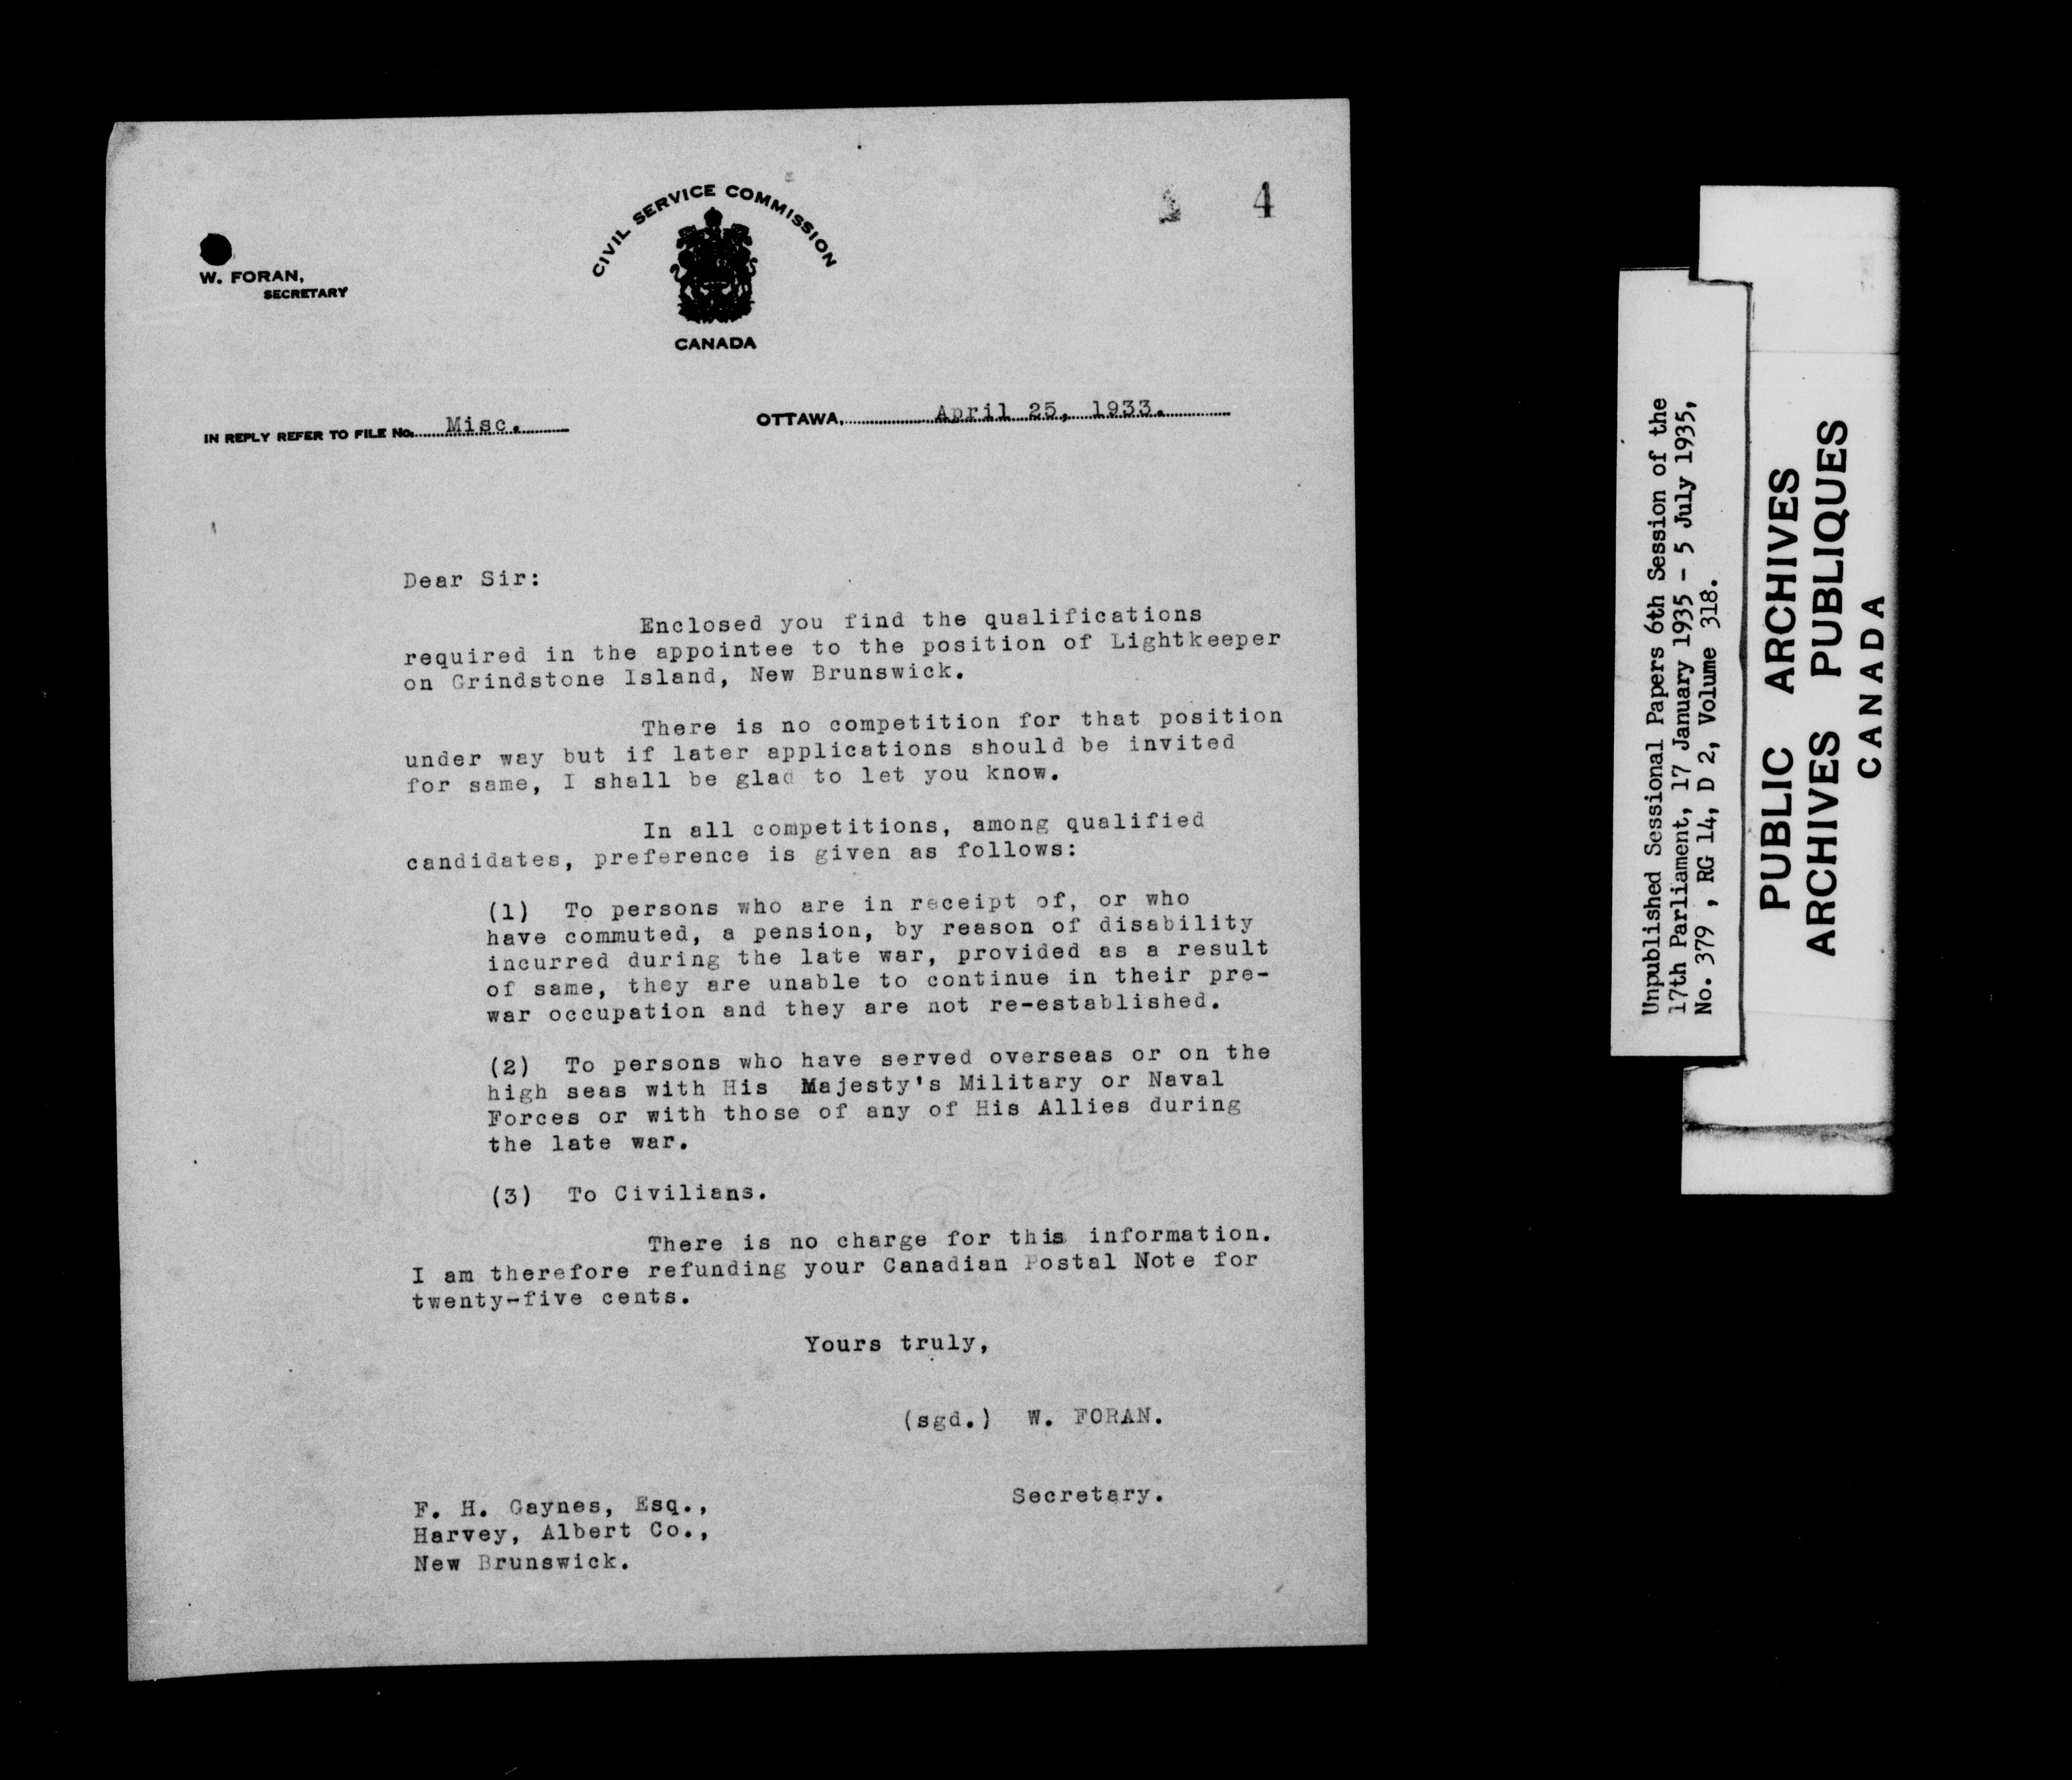 4
CIVIL SERVICE COMMISSION
CANADA
W. FORAN,
SECRETARY
IN REPLY REFER TO FILE No. Misc.
OTTAWA, April 25, 1933.
Dear Sir:
Enclosed you find the qualifications
required in the appointee to the position of Lightkeeper
on Grindstone Island, New Brunswick.
There is no competition for that position
under way but if later applications should be invited
for same, I shall be glad to let you know.
In all competitions, among qualified
candidates, preference is given as follows:
(1) To persons who are in receipt of, or who
have commuted, a pension, by reason of disability
incurred during the late war, provided as a result
of same, they are unable to continue in their pre-
war occupation and they are not re-established.
(2) To persons who have served overseas or on the
high seas with His Majesty's Military or Naval
Forces or with those of any of His Allies during
the late war.
(3) To Civilians.
There is no charge for this information.
I am therefore refunding your Canadian Postal Note for
twenty-five cents.
Yours truly,
(sgd.) W. FORAN.
Secretary.
F. H. Gaynes, Esq.,
Harvey, Albert Co.,
New Brunswick.
Unpublished Sessional Papers 6th Session of the
17th Parliament, 17 January 1935 - 5 July 1935,
No. 379 , RG 14, D 2, Volume 318.
PUBLIC ARCHIVES
ARCHIVES PUBLIQUES
CANADA